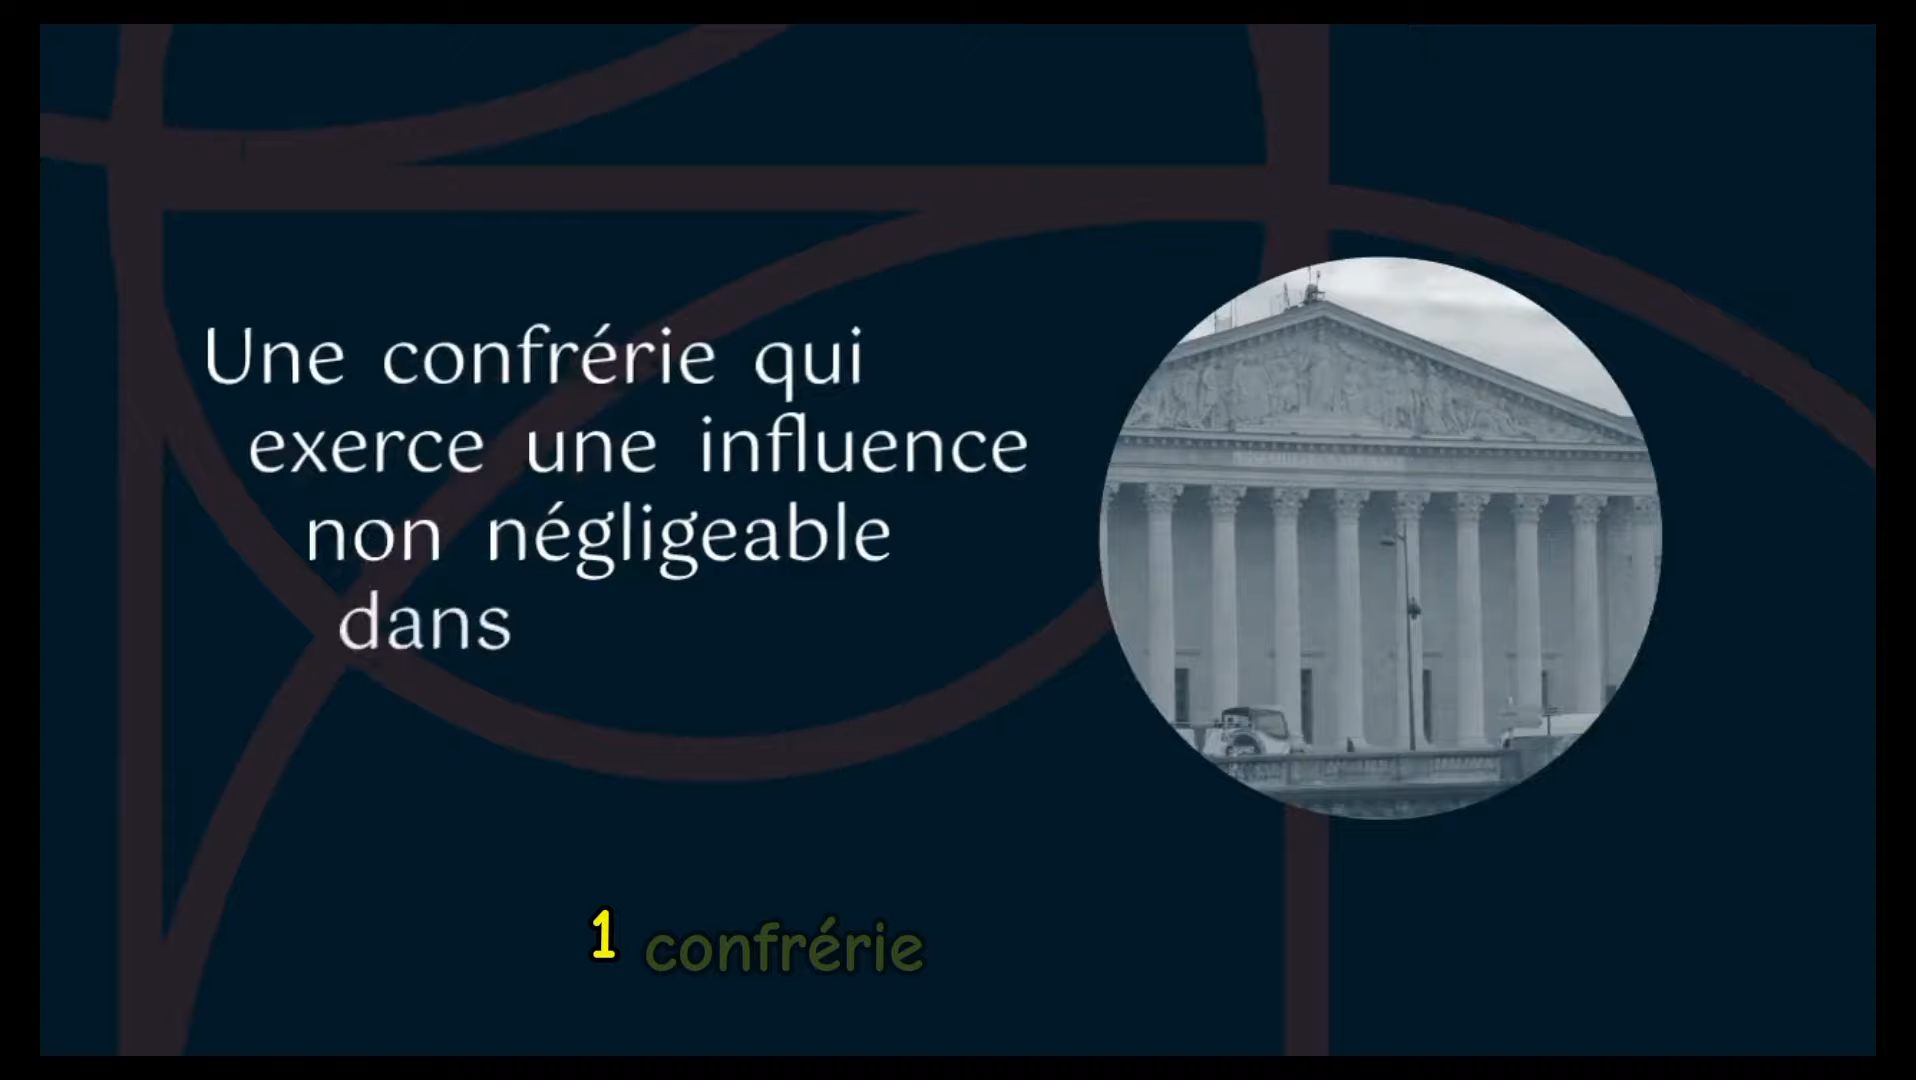 Une confrérie qui
exerce une influence
non négligeable
dans
1 confrérie